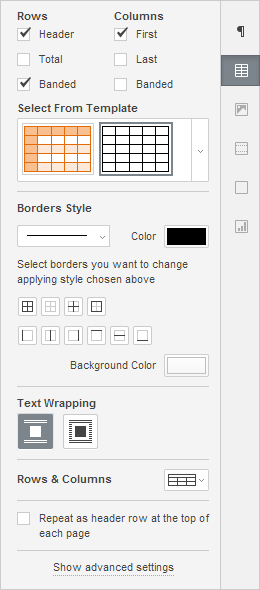 Rows Columns
Header First
Total Last
Banded Banded
Select From Template
Borders Style
Color
Select borders you want to change
applying style chosen above
Background Color
Text Wrapping
Rows & Columns
Repeat as header row at the top of
each page
Show advanced settings